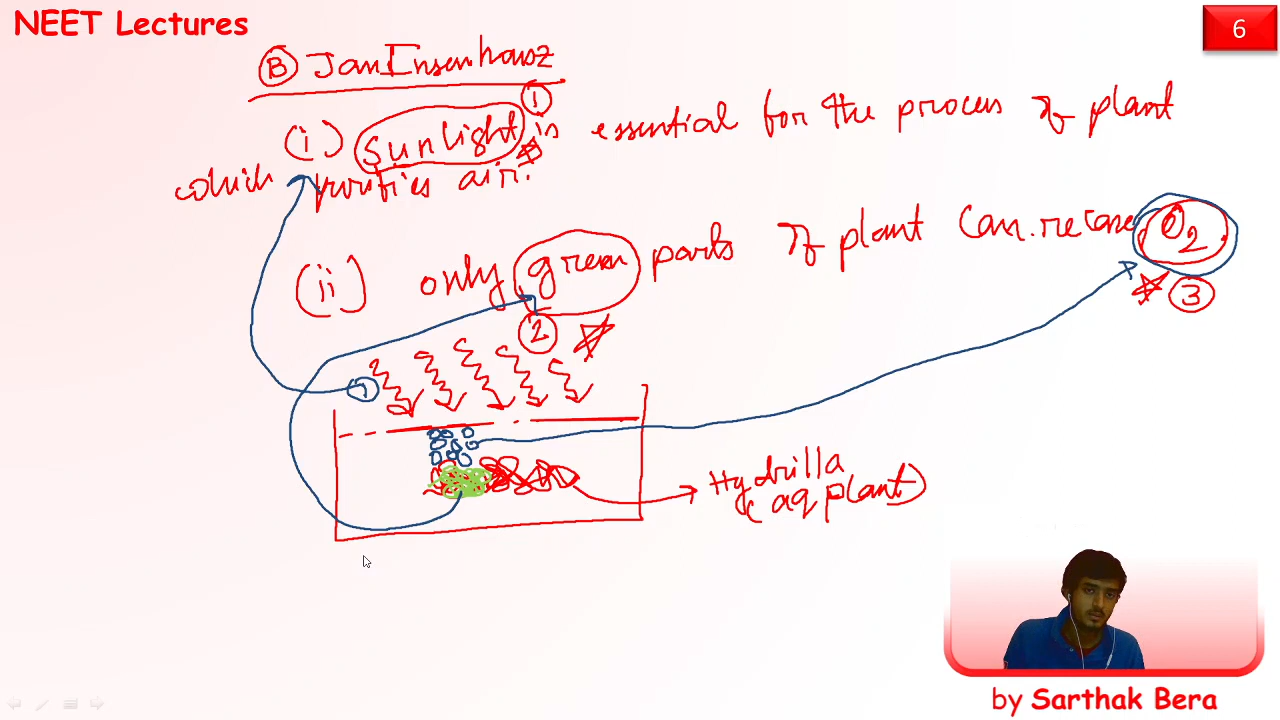 NEET Lectures
6
B Jan Ensenhausz
1
(i) Sunlight is essential for the process of plant
which purifies air.
(ii) only green parts of plant can release O2
2
3
1
Hydrilla
(aq plant)
by Sarthak Bera